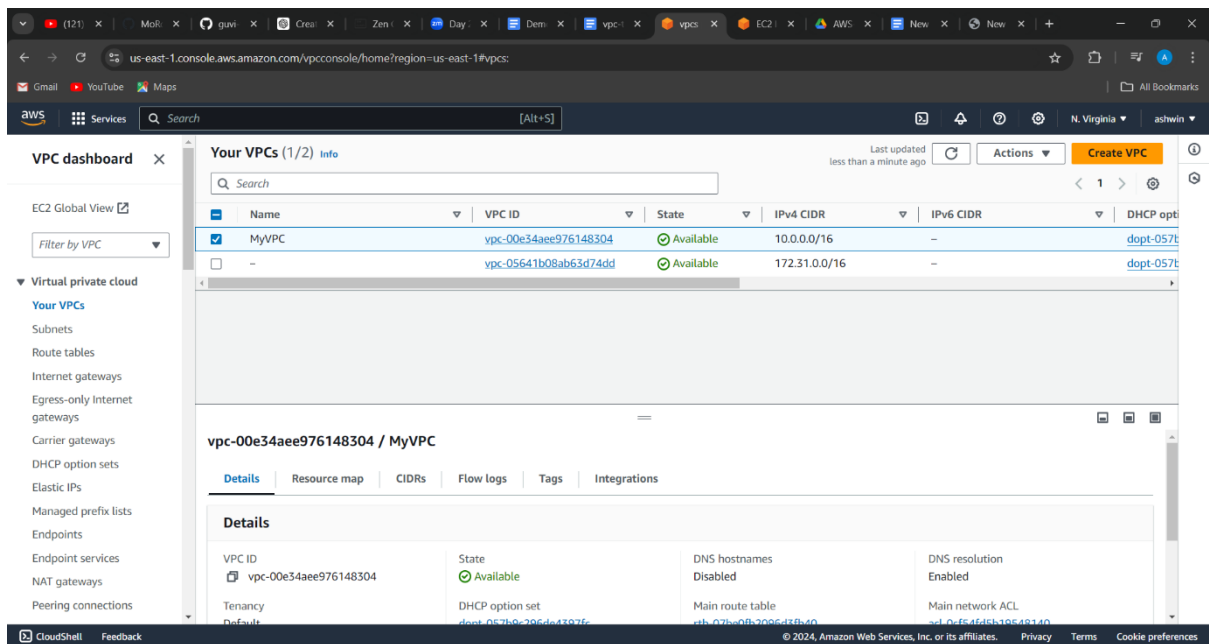 (121) MoR guvi- Creat Zen Day Dem vpc-t vpcs EC2 AWS New New
us-east-1.console.aws.amazon.com/vpcconsole/home?region=us-east-1#vpcs:
Gmail YouTube Maps All Bookmarks
aws Services Search [Alt+S] N. Virginia ashwin
VPC dashboard
EC2 Global View
Filter by VPC
Virtual private cloud
Your VPCs
Subnets
Route tables
Internet gateways
Egress-only Internet
gateways
Carrier gateways
DHCP option sets
Elastic IPs
Managed prefix lists
Endpoints
Endpoint services
NAT gateways
Peering connections
Your VPCs (1/2) Info
Last updated
less than a minute ago
Actions Create VPC
Search
1
Name VPC ID State IPv4 CIDR IPv6 CIDR DHCP opti
MyVPC vpc-00e34aee976148304 Available 10.0.0.0/16 – dopt-057b
– vpc-05641b08ab63d74dd Available 172.31.0.0/16 – dopt-057b
vpc-00e34aee976148304 / MyVPC
Details Resource map CIDRs Flow logs Tags Integrations
Details
VPC ID State DNS hostnames DNS resolution
vpc-00e34aee976148304 Available Disabled Enabled
Tenancy DHCP option set Main route table Main network ACL
Default dopt-057b9c296de4397fc rtb-07be0fb2096d3fb40 acl-0cf54fd5b19548140
CloudShell Feedback © 2024, Amazon Web Services, Inc. or its affiliates. Privacy Terms Cookie preferences